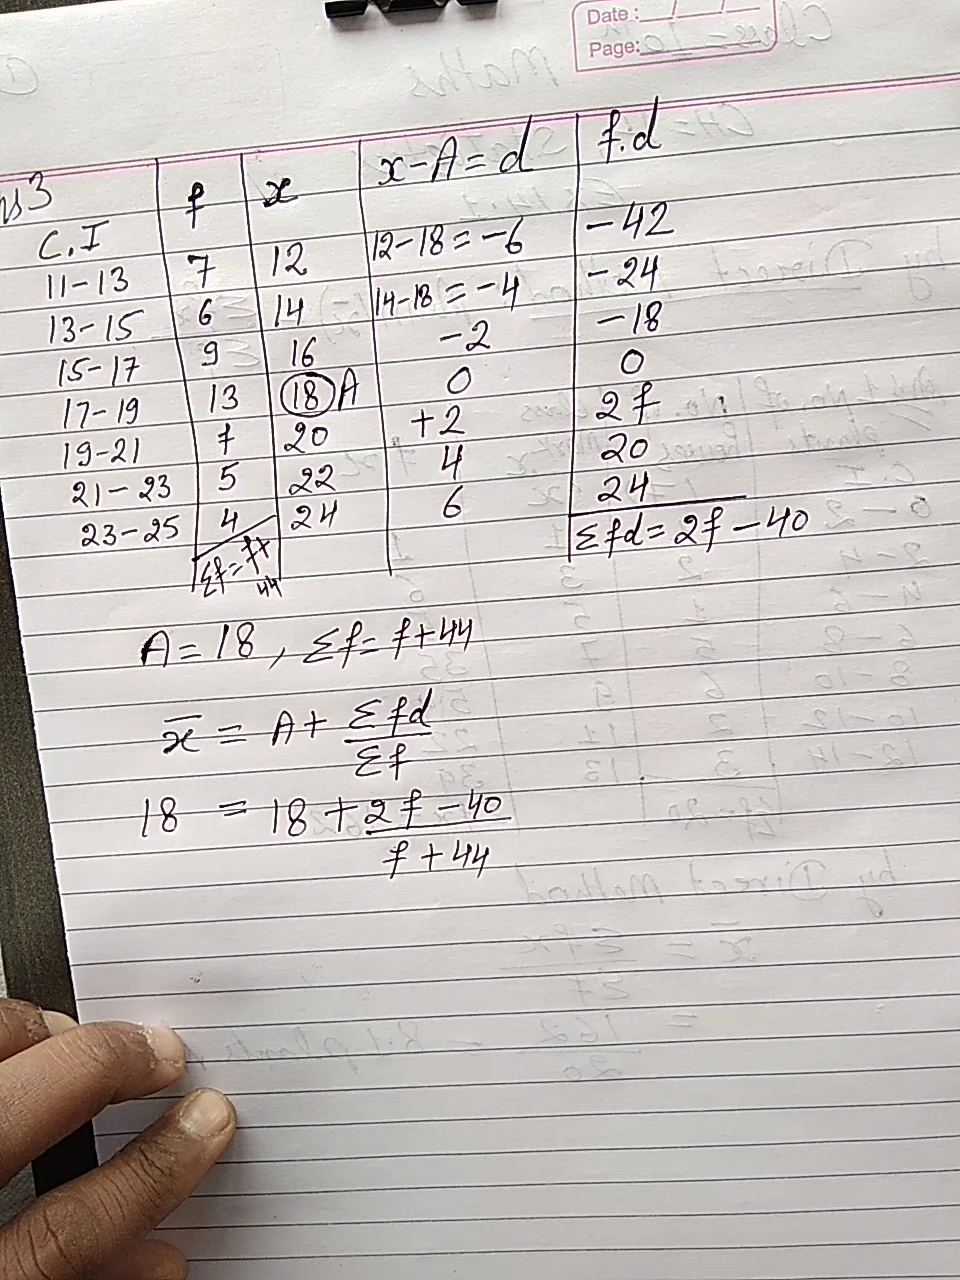 Date :
Page:
ns3
C.I | f | x | x-A=d | f.d
11-13 | 7 | 12 | 12-18=-6 | -42
13-15 | 6 | 14 | 14-18=-4 | -24
15-17 | 9 | 16 | -2 | -18
17-19 | 13 | 18 A | 0 | 0
19-21 | f | 20 | +2 | 2f
21-23 | 5 | 22 | 4 | 20
23-25 | 4 | 24 | 6 | 24
Σf=f+44 | Σfd=2f-40
A=18, Σf=f+44
x̄ = A+ Σfd/Σf
18 = 18+ 2f-40/f+44